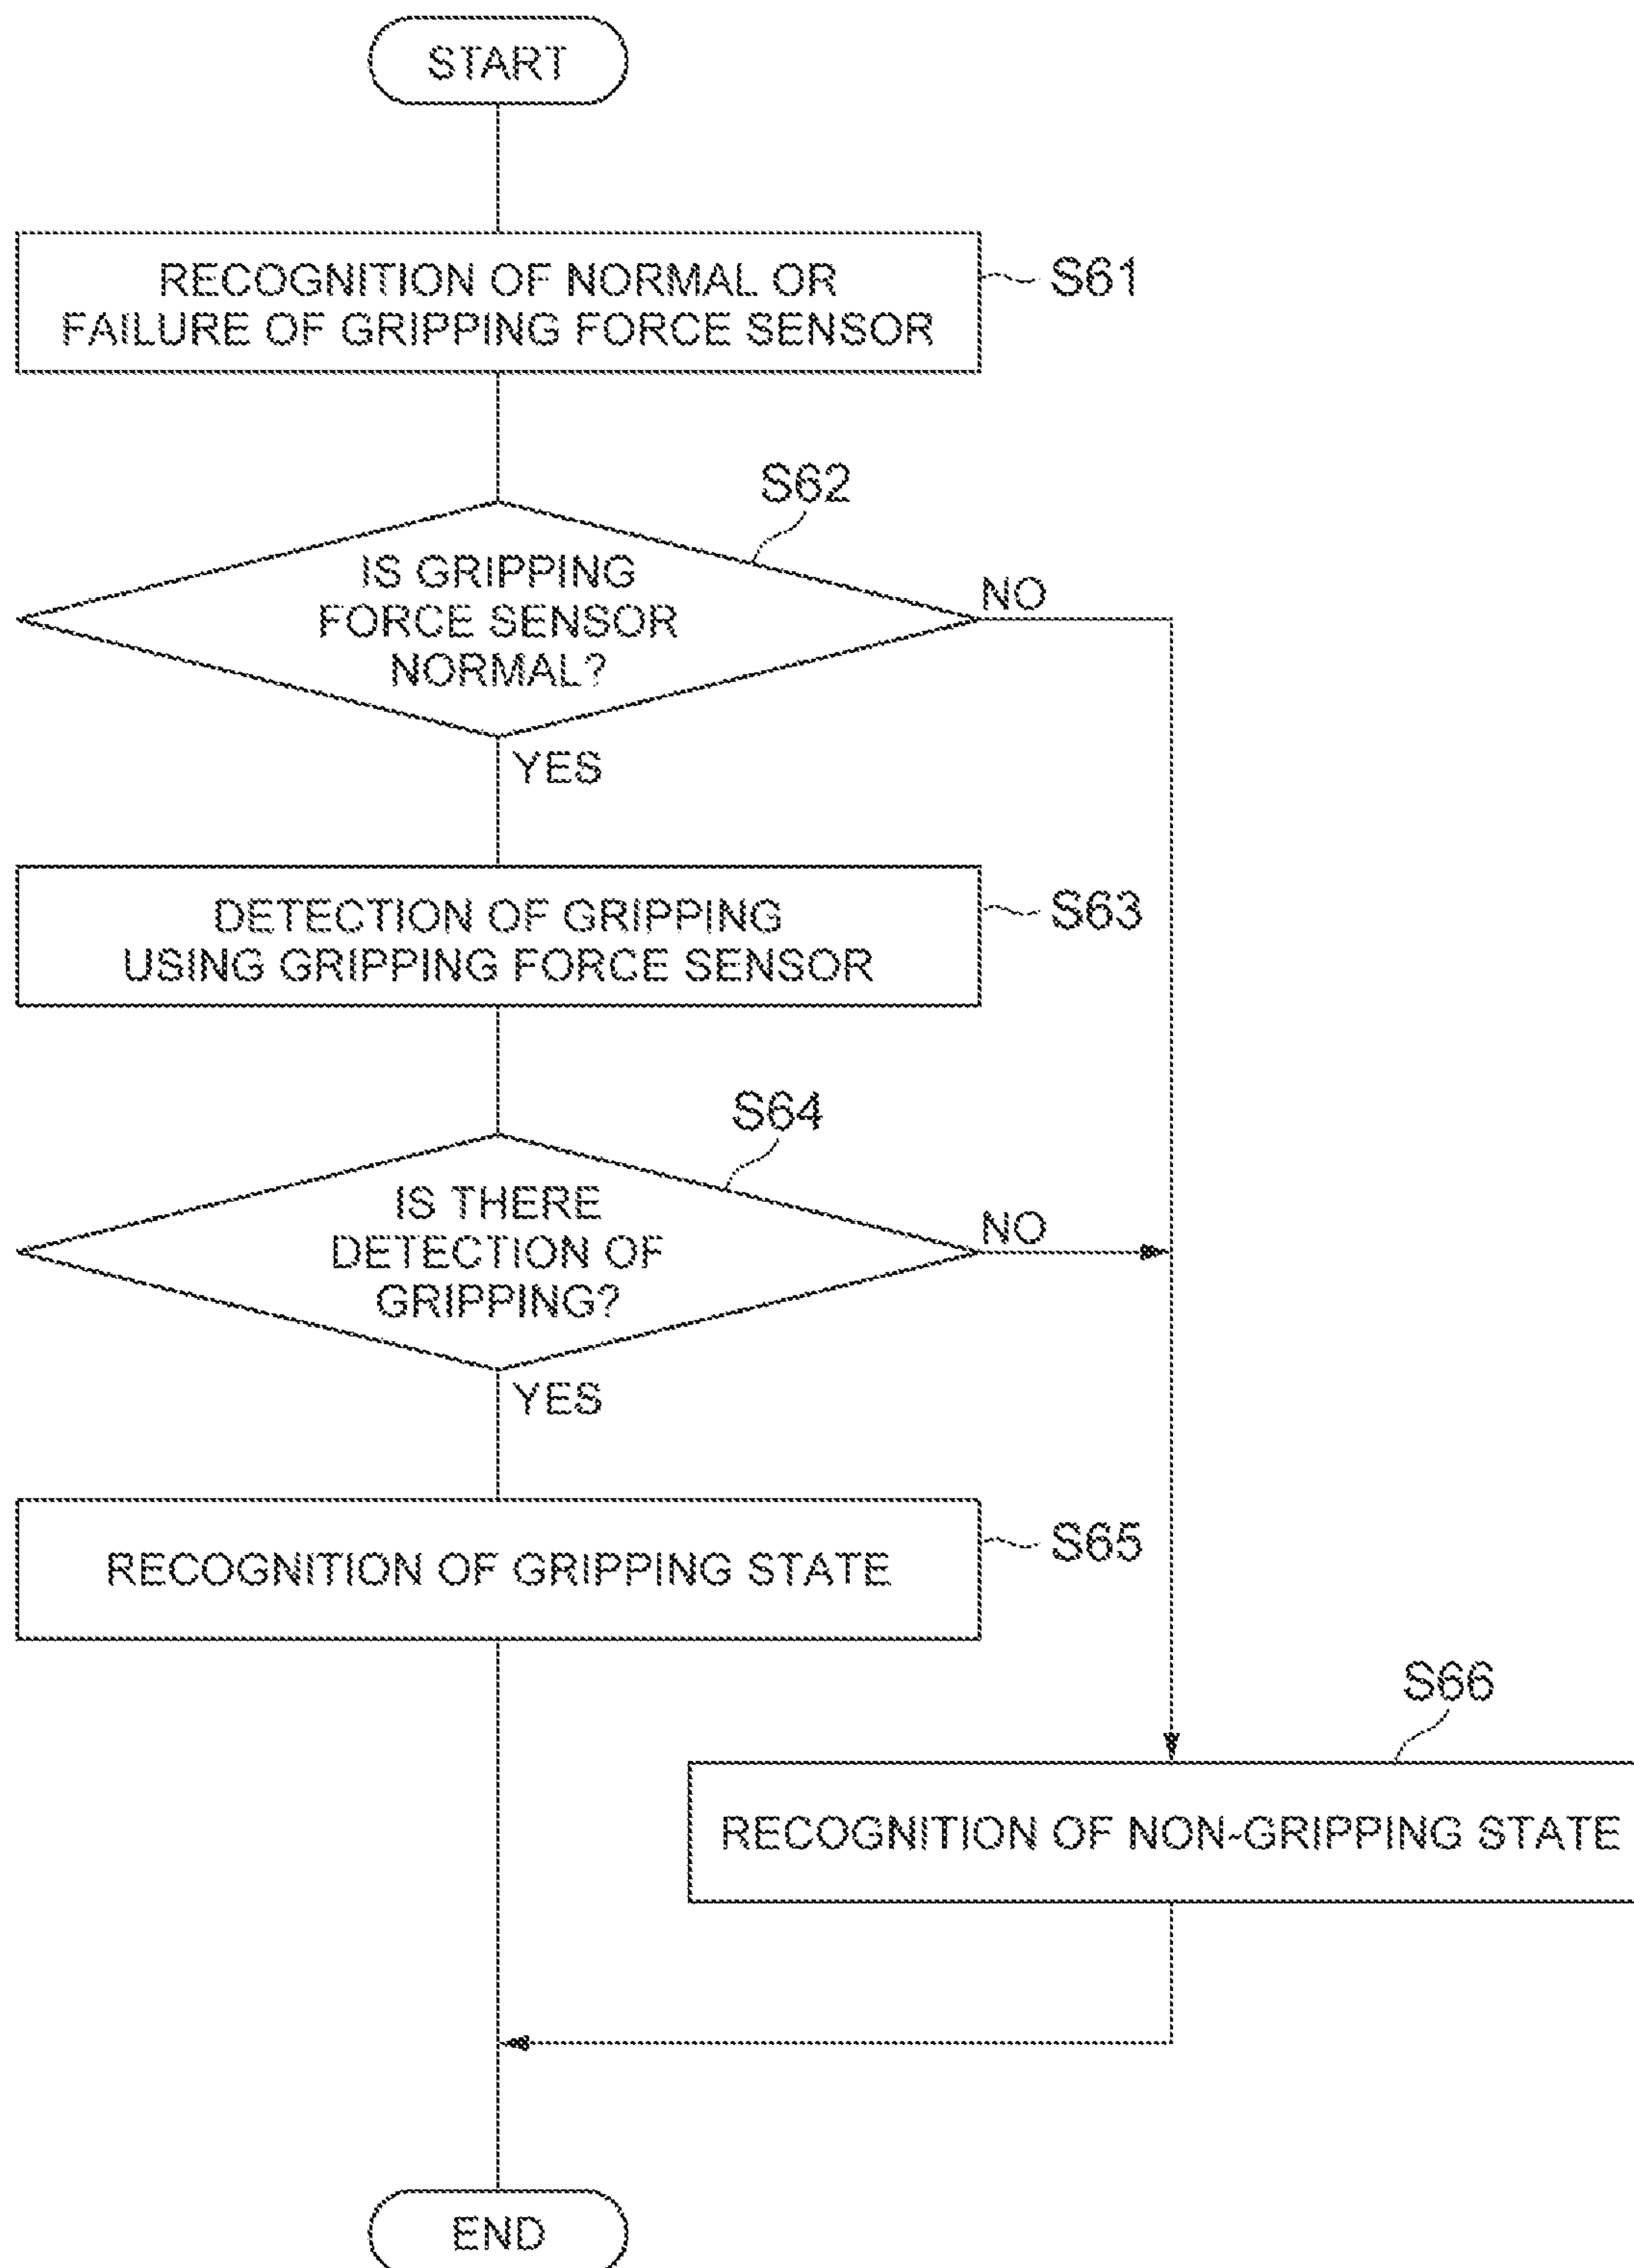 START
RECOGNITION OF NORMAL OR
FAILURE OF GRIPPING FORCE SENSOR
S61
S62
IS GRIPPING
FORCE SENSOR
NORMAL?
NO
YES
DETECTION OF GRIPPING
USING GRIPPING FORCE SENSOR
S63
S64
IS THERE
DETECTION OF
GRIPPING?
NO
YES
RECOGNITION OF GRIPPING STATE
S65
S66
RECOGNITION OF NON-GRIPPING STATE
END